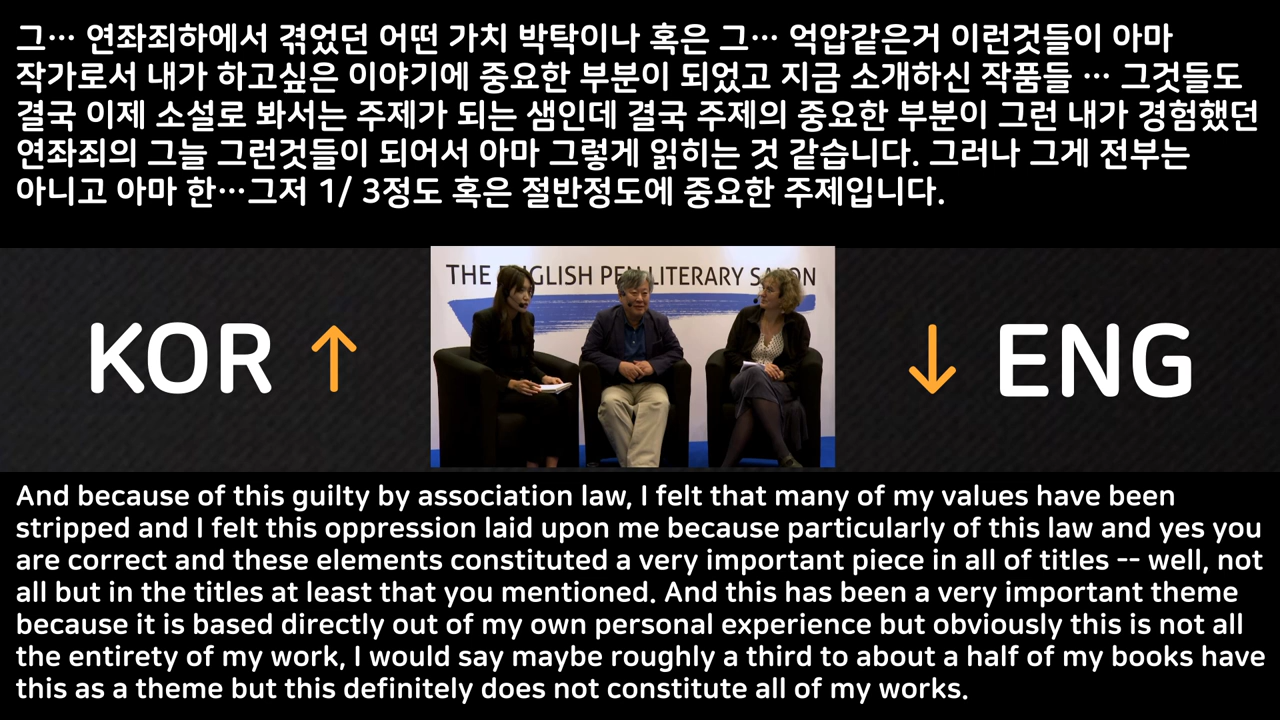 그… 연좌죄하에서 겪었던 어떤 가치 박탁이나 혹은 그… 억압같은거 이런것들이 아마
작가로서 내가 하고싶은 이야기에 중요한 부분이 되었고 지금 소개하신 작품들 … 그것들도
결국 이제 소설로 봐서는 주제가 되는 샘인데 결국 주제의 중요한 부분이 그런 내가 경험했던
연좌죄의 그늘 그런것들이 되어서 아마 그렇게 읽히는 것 같습니다. 그러나 그게 전부는
아니고 아마 한…그저 1/ 3정도 혹은 절반정도에 중요한 주제입니다.
THE ENGLISH PEN LITERARY SALON
KOR ↑
↓ ENG
And because of this guilty by association law, I felt that many of my values have been
stripped and I felt this oppression laid upon me because particularly of this law and yes you
are correct and these elements constituted a very important piece in all of titles -- well, not
all but in the titles at least that you mentioned. And this has been a very important theme
because it is based directly out of my own personal experience but obviously this is not all
the entirety of my work, I would say maybe roughly a third to about a half of my books have
this as a theme but this definitely does not constitute all of my works.